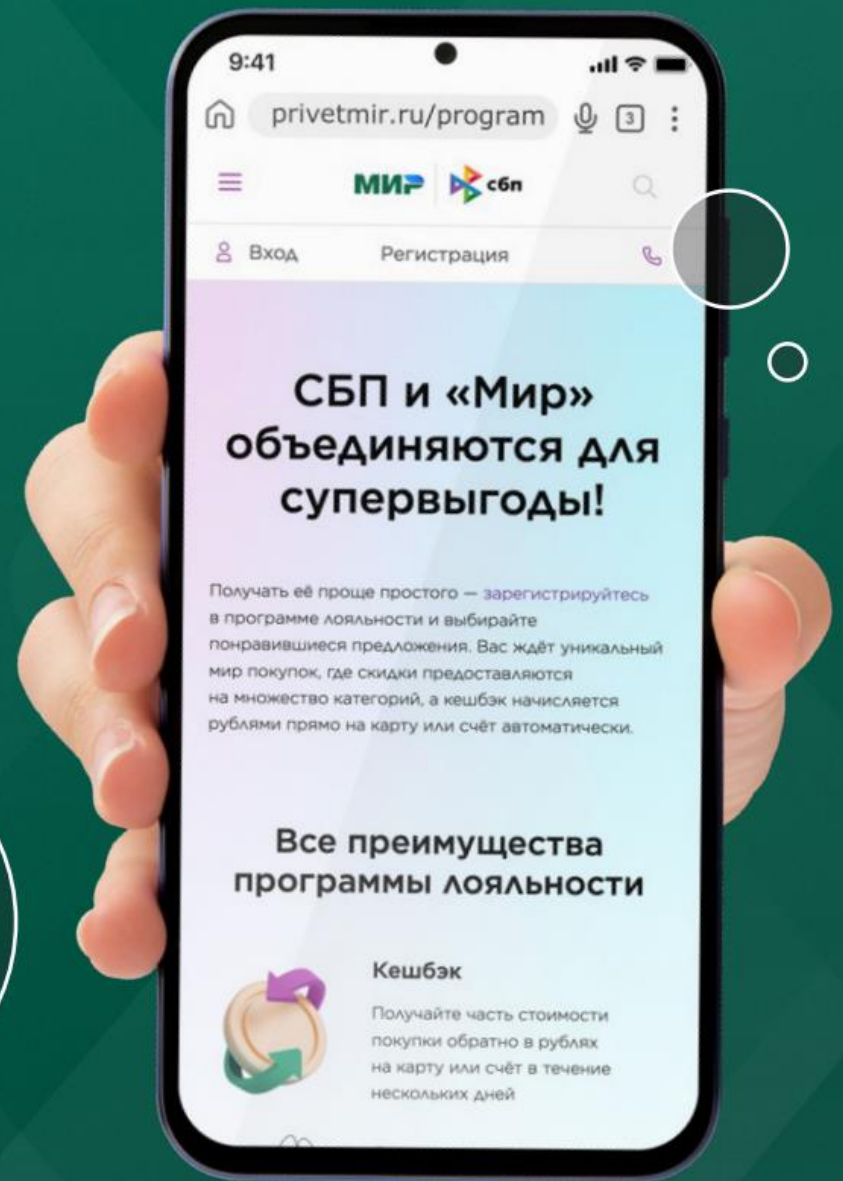 9:41
privetmir.ru/program 3
МИР сбп
Вход Регистрация
СБП и «Мир»
объединяются для
супервыгоды!
Получать её проще простого — зарегистрируйтесь
в программе лояльности и выбирайте
понравившиеся предложения. Вас ждёт уникальный
мир покупок, где скидки предоставляются
на множество категорий, а кешбэк начисляется
рублями прямо на карту или счёт автоматически.
Все преимущества
программы лояльности
Кешбэк
Получайте часть стоимости
покупки обратно в рублях
на карту или счёт в течение
нескольких дней